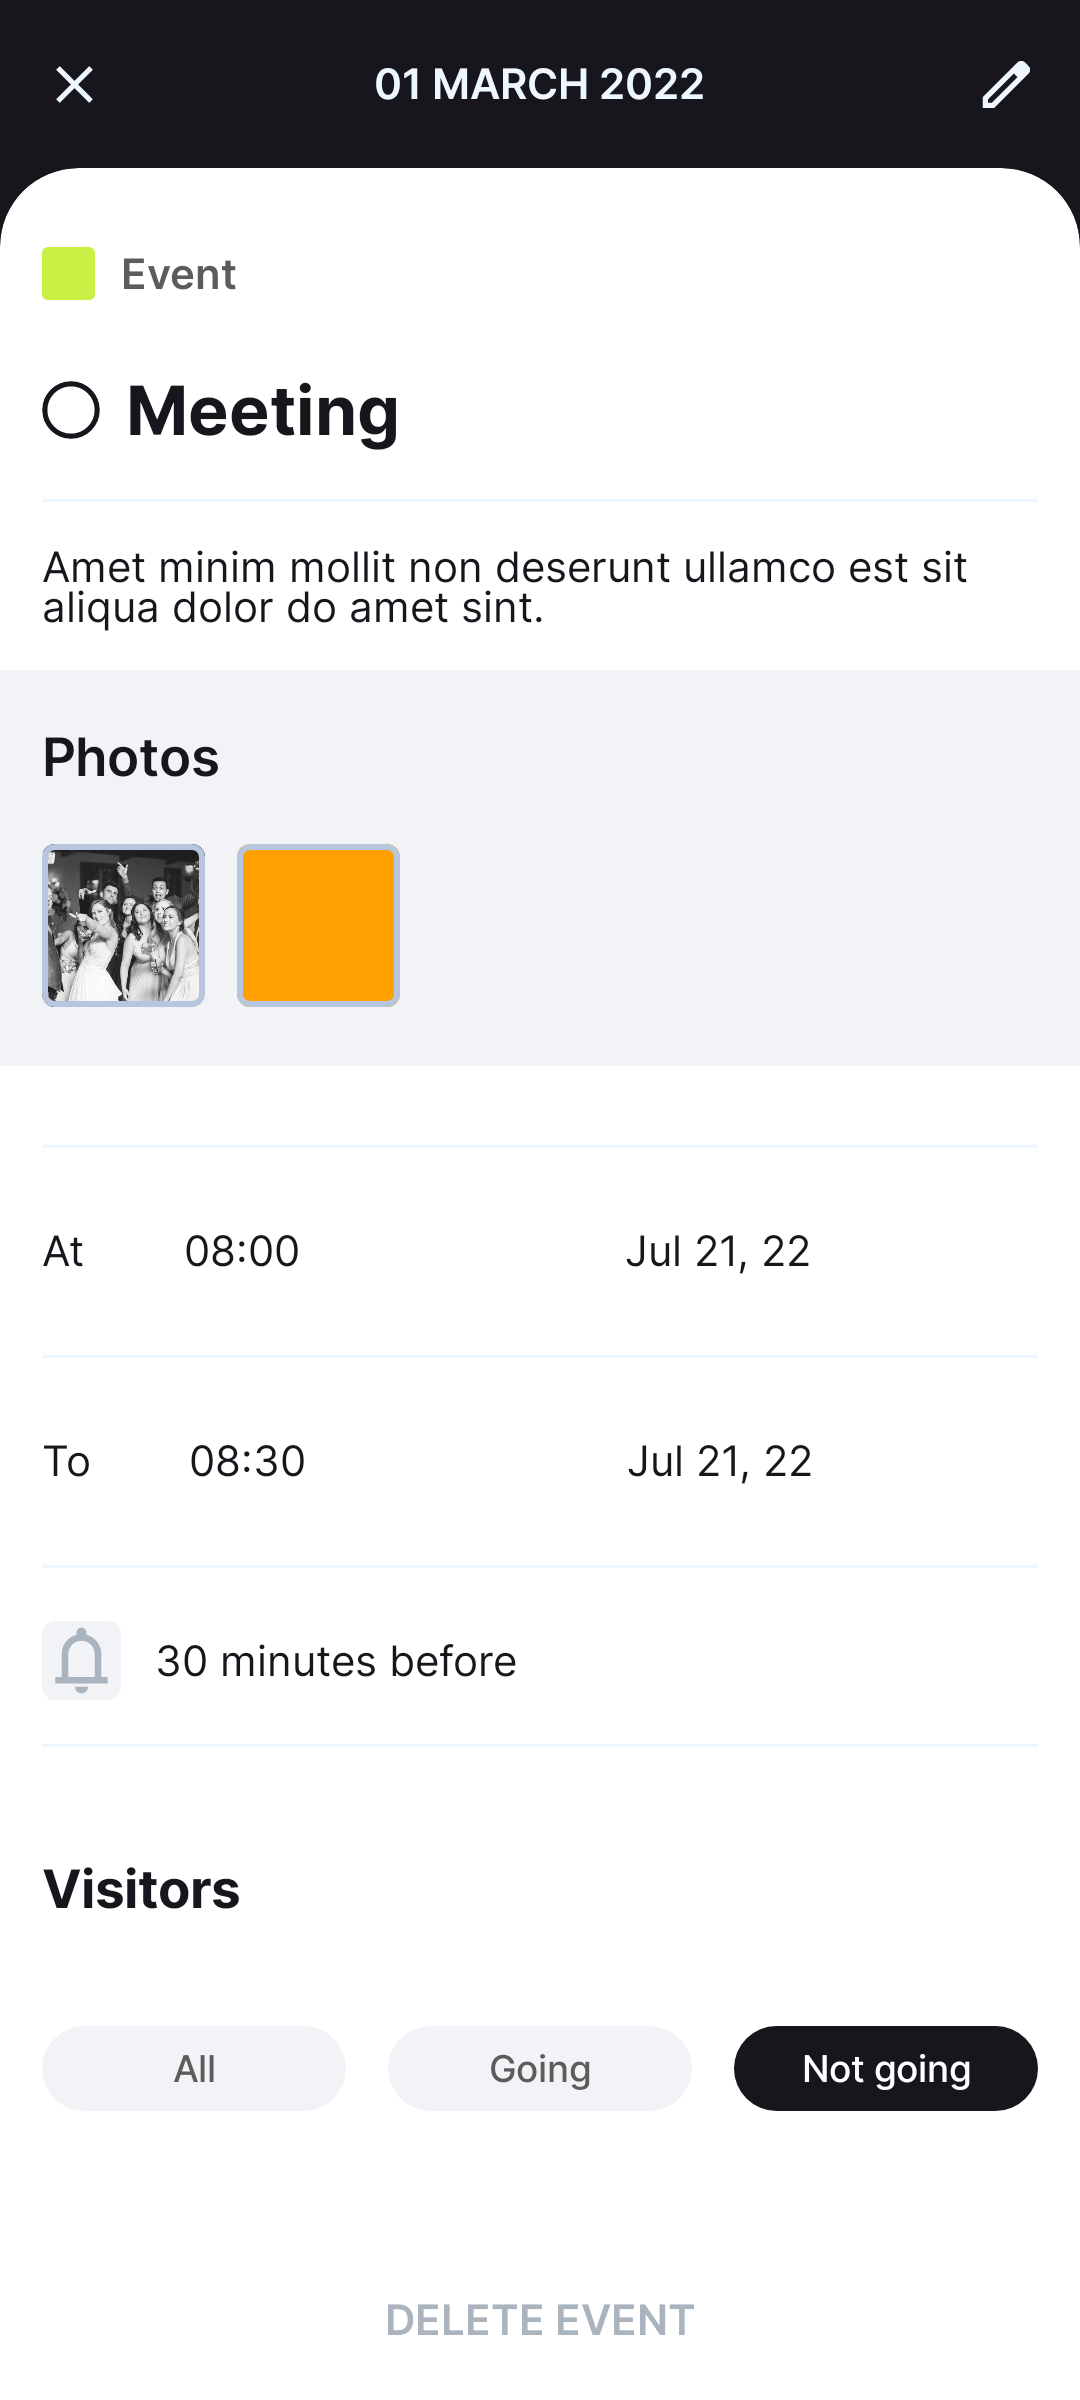 01 MARCH 2022
Event
Meeting
Amet minim mollit non deserunt ullamco est sit
aliqua dolor do amet sint.
Photos
At 08:00 Jul 21, 22
To 08:30 Jul 21, 22
30 minutes before
Visitors
All Going Not going
DELETE EVENT